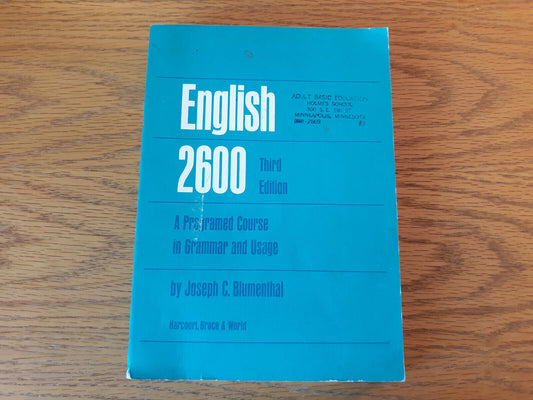 English
2600
Third
Edition
A Programed Course
in Grammar and Usage
by Joseph C. Blumenthal
Harcourt, Brace & World
ADULT BASIC EDUCATION
HOLMES SCHOOL
MINNEAPOLIS, MINNESOTA